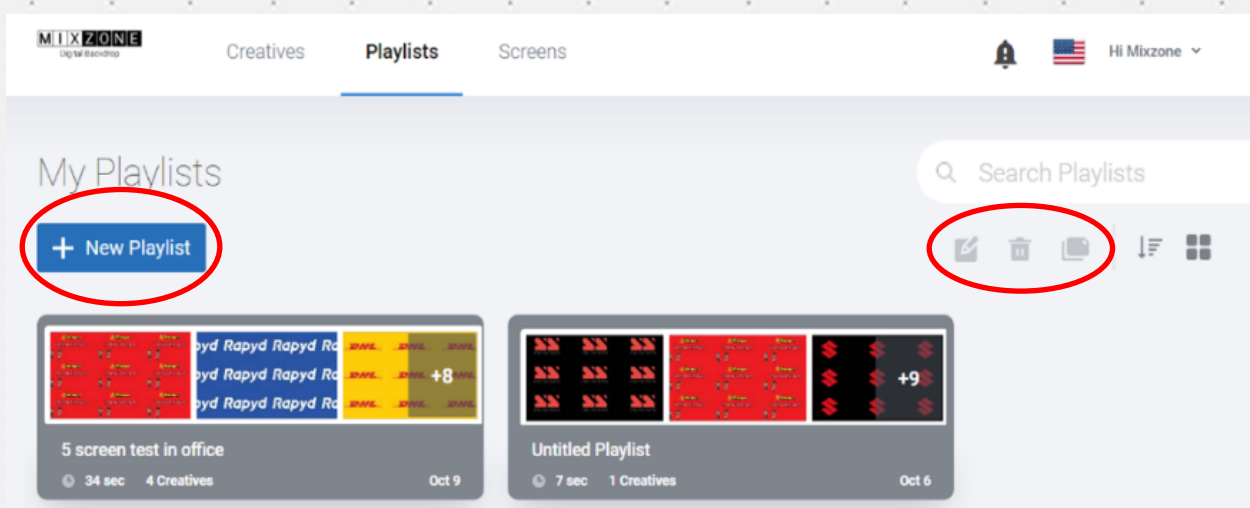 MIXZONE
Digital Backdrop
Creatives Playlists Screens Hi Mixzone
My Playlists
Search Playlists
+ New Playlist
yd Rapyd Rapyd Ra
yd Rapyd Rapyd Ra
yd Rapyd Rapyd Ra
DHL
+8
+9
5 screen test in office
34 sec 4 Creatives Oct 9
Untitled Playlist
7 sec 1 Creatives Oct 6